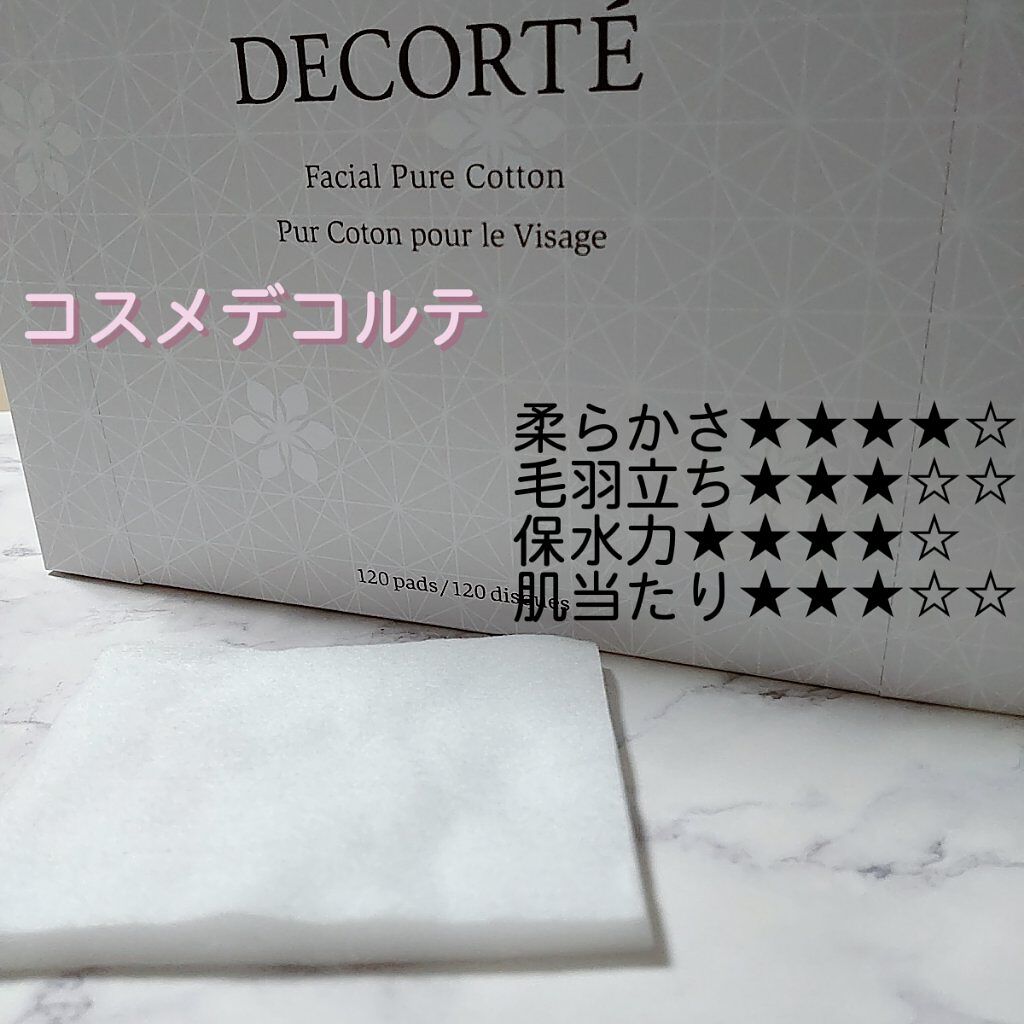 DECORTÉ
Facial Pure Cotton
Pur Coton pour le Visage
コスメデコルテ
柔らかさ★★★★☆
毛羽立ち★★★☆☆
保水力★★★★☆
肌当たり★★★☆☆
120 pads/120 disques